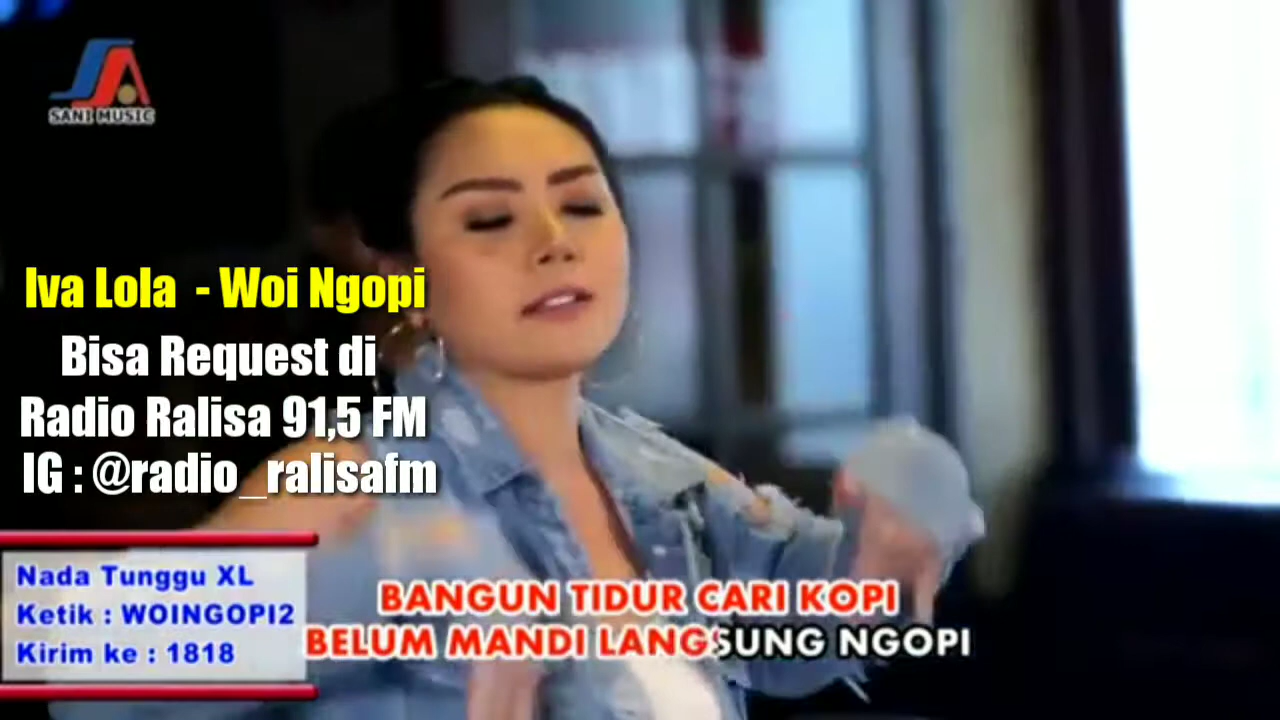 SANI MUSIC
Iva Lola - Woi Ngopi
Bisa Request di
Radio Ralisa 91,5 FM
IG : @radio_ralisafm
Nada Tunggu XL
Ketik : WOINGOPI2
Kirim ke : 1818
BANGUN TIDUR CARI KOPI
BELUM MANDI LANGSUNG NGOPI